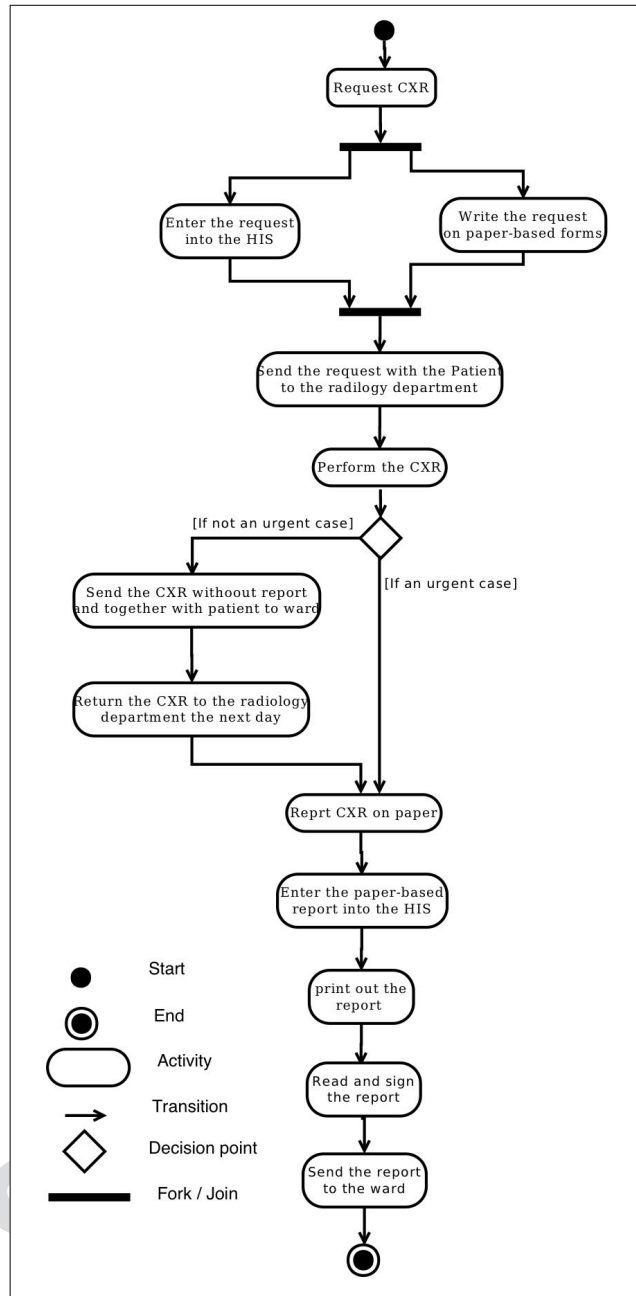 Request CXR
Enter the request
into the HIS
Write the request
on paper-based forms
Send the request with the Patient
to the radilogy department
Perform the CXR
[If not an urgent case]
[If an urgent case]
Send the CXR withoout report
and together with patient to ward
Return the CXR to the radiology
department the next day
Reprt CXR on paper
Enter the paper-based
report into the HIS
print out the
report
Read and sign
the report
Send the report
to the ward
Start
End
Activity
Transition
Decision point
Fork / Join